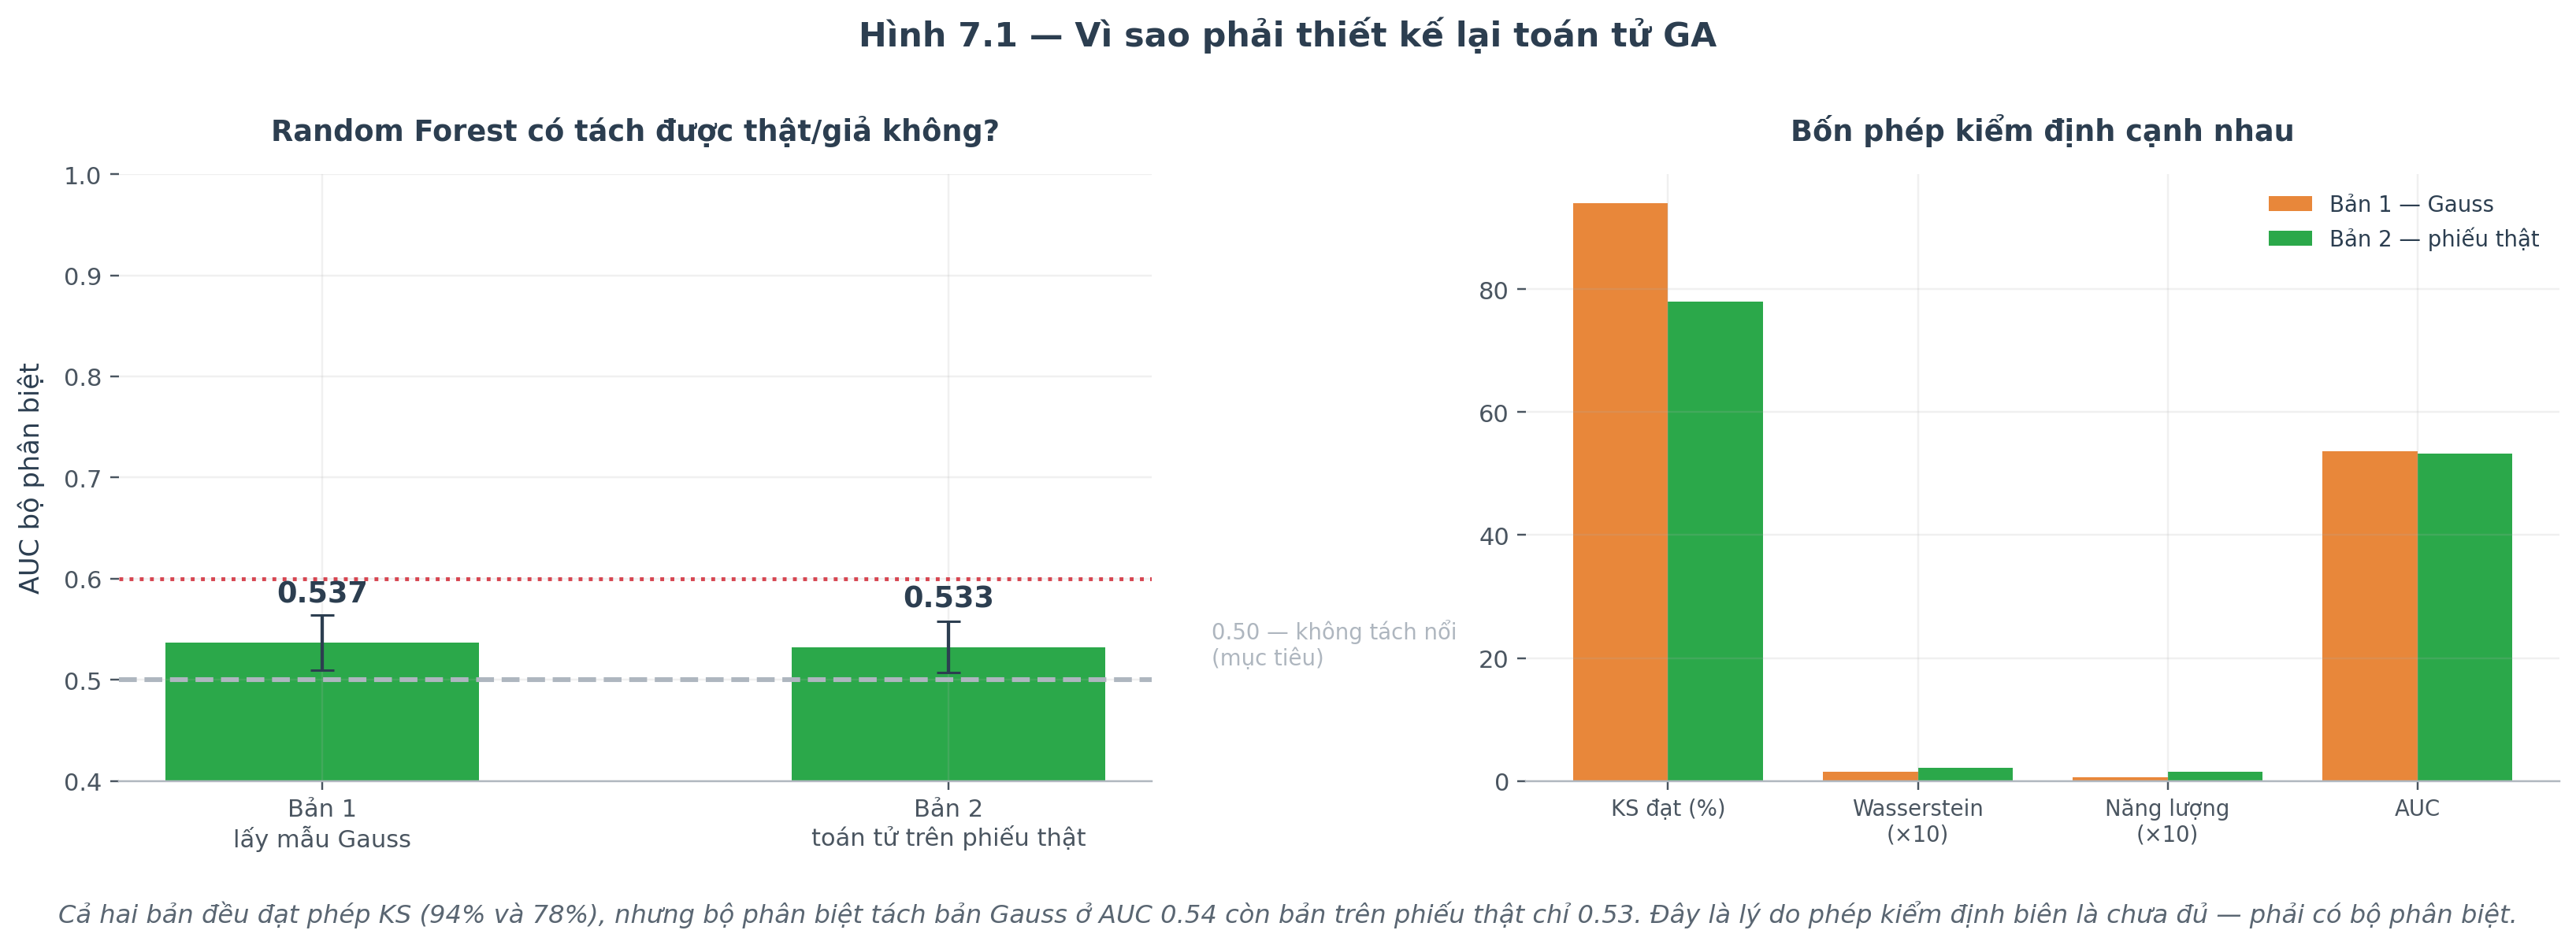 Hình 7.1 — Vì sao phải thiết kế lại toán tử GA
Random Forest có tách được thật/giả không?
AUC bộ phân biệt
1.0
0.9
0.8
0.7
0.6
0.5
0.4
0.537
0.533
Bản 1
lấy mẫu Gauss
Bản 2
toán tử trên phiếu thật
0.50 — không tách nổi
(mục tiêu)
Bốn phép kiểm định cạnh nhau
Bản 1 — Gauss
Bản 2 — phiếu thật
80
60
40
20
0
KS đạt (%)
Wasserstein
(×10)
Năng lượng
(×10)
AUC
Cả hai bản đều đạt phép KS (94% và 78%), nhưng bộ phân biệt tách bản Gauss ở AUC 0.54 còn bản trên phiếu thật chỉ 0.53. Đây là lý do phép kiểm định biên là chưa đủ — phải có bộ phân biệt.